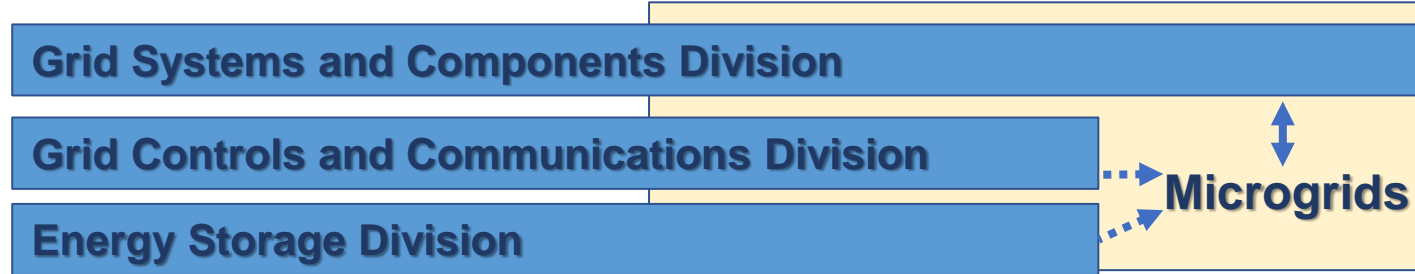 Grid Systems and Components Division
Grid Controls and Communications Division
Microgrids
Energy Storage Division